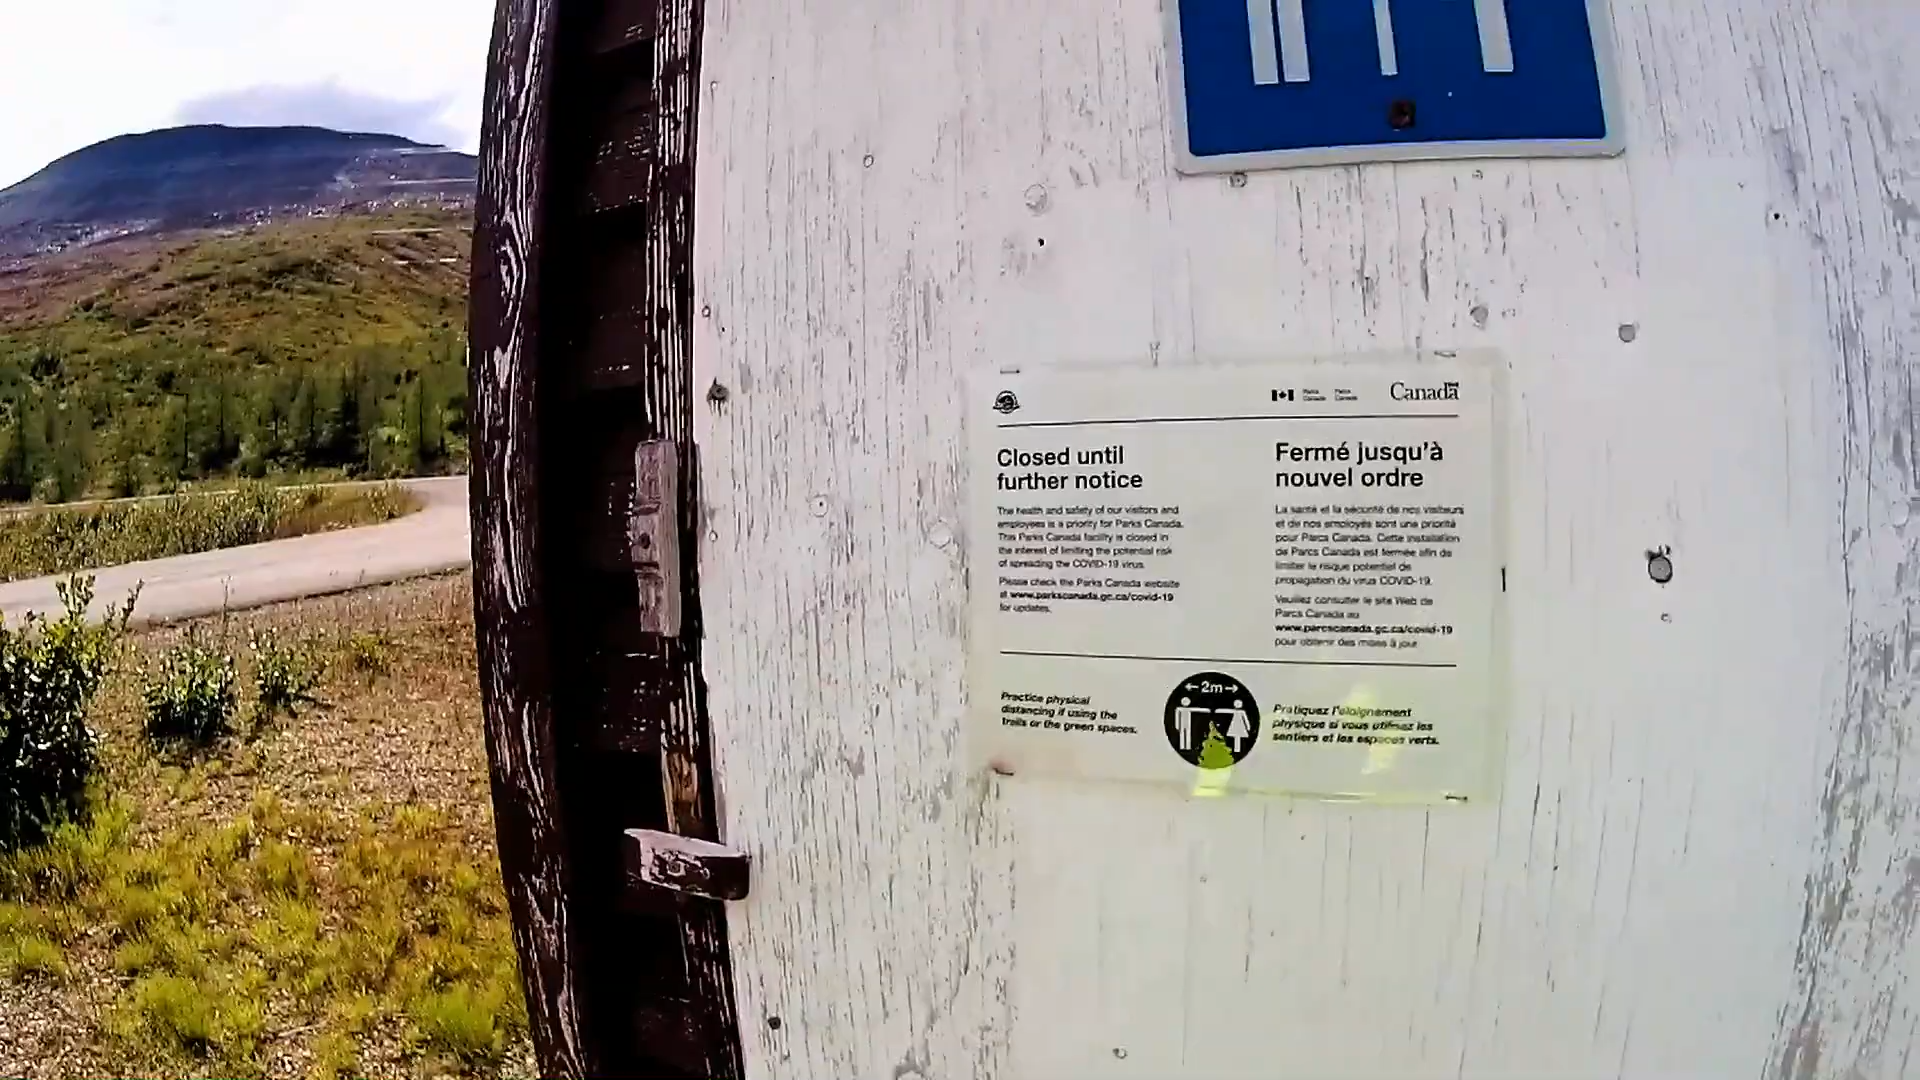 Parks Canada
Parcs Canada
Canada
Closed until
further notice
The health and safety of our visitors and
employees is a priority for Parks Canada.
This Parks Canada facility is closed in
the interest of limiting the potential risk
of spreading the COVID-19 virus.
Please check the Parks Canada website
at www.parkscanada.gc.ca/covid-19
for updates.
Fermé jusqu'à
nouvel ordre
La santé et la sécurité de nos visiteurs
et de nos employés sont une priorité
pour Parcs Canada. Cette installation
de Parcs Canada est fermée afin de
limiter le risque potentiel de
propagation du virus COVID-19.
Veuillez consulter le site Web de
Parcs Canada au
www.parcscanada.gc.ca/covid-19
pour obtenir des mises à jour.
Practice physical
distancing if using the
trails or the green spaces.
2m
Pratiquez l'éloignement
physique si vous utilisez les
sentiers et les espaces verts.